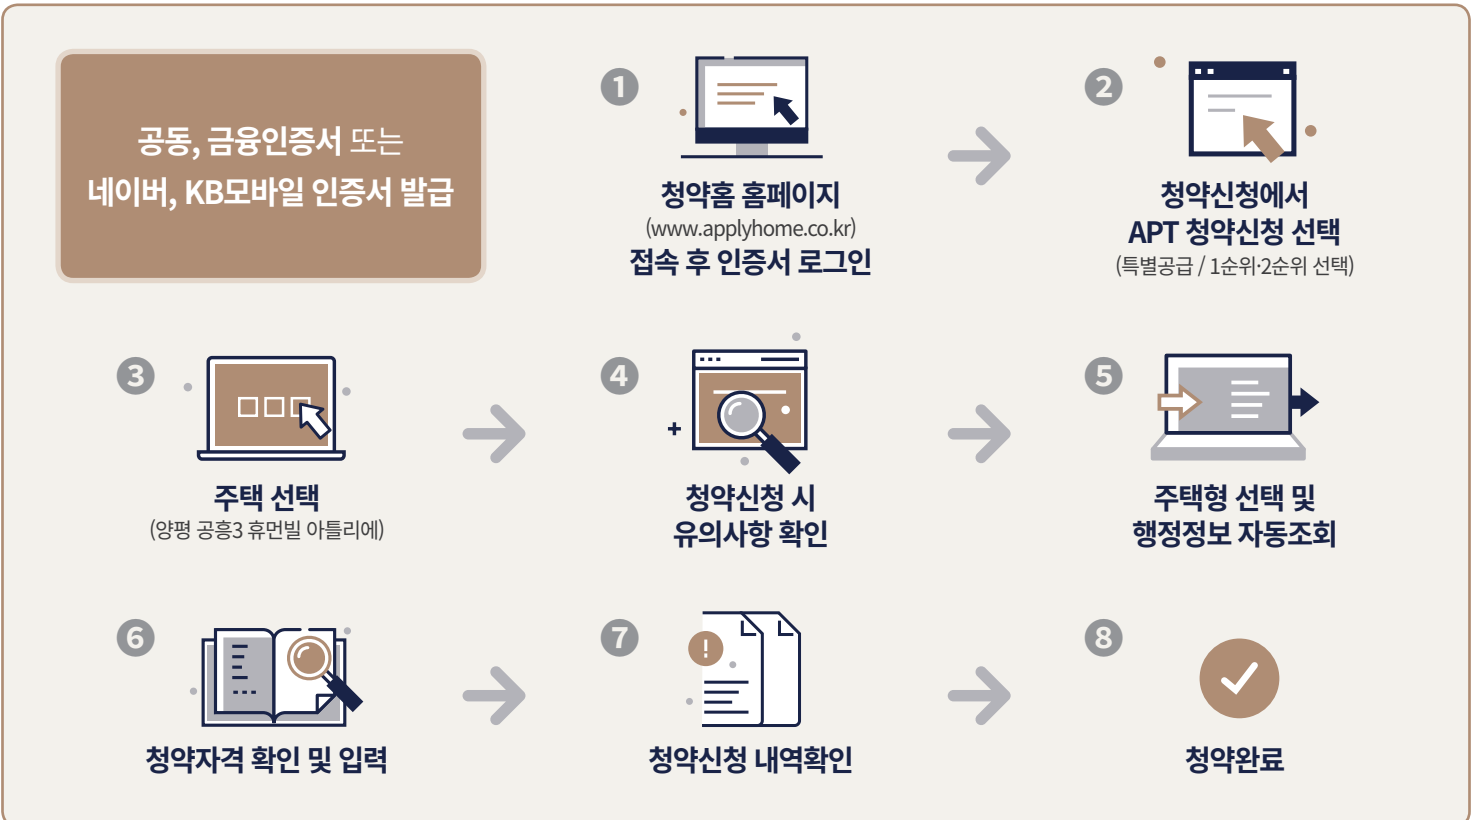 공동, 금융인증서 또는
네이버, KB모바일 인증서 발급
1
청약홈 홈페이지
(www.applyhome.co.kr)
접속 후 인증서 로그인
2
청약신청에서
APT 청약신청 선택
(특별공급 / 1순위·2순위 선택)
3
주택 선택
(양평 공흥3 휴먼빌 아틀리에)
4
청약신청 시
유의사항 확인
5
주택형 선택 및
행정정보 자동조회
6
청약자격 확인 및 입력
7
!
청약신청 내역확인
8
청약완료